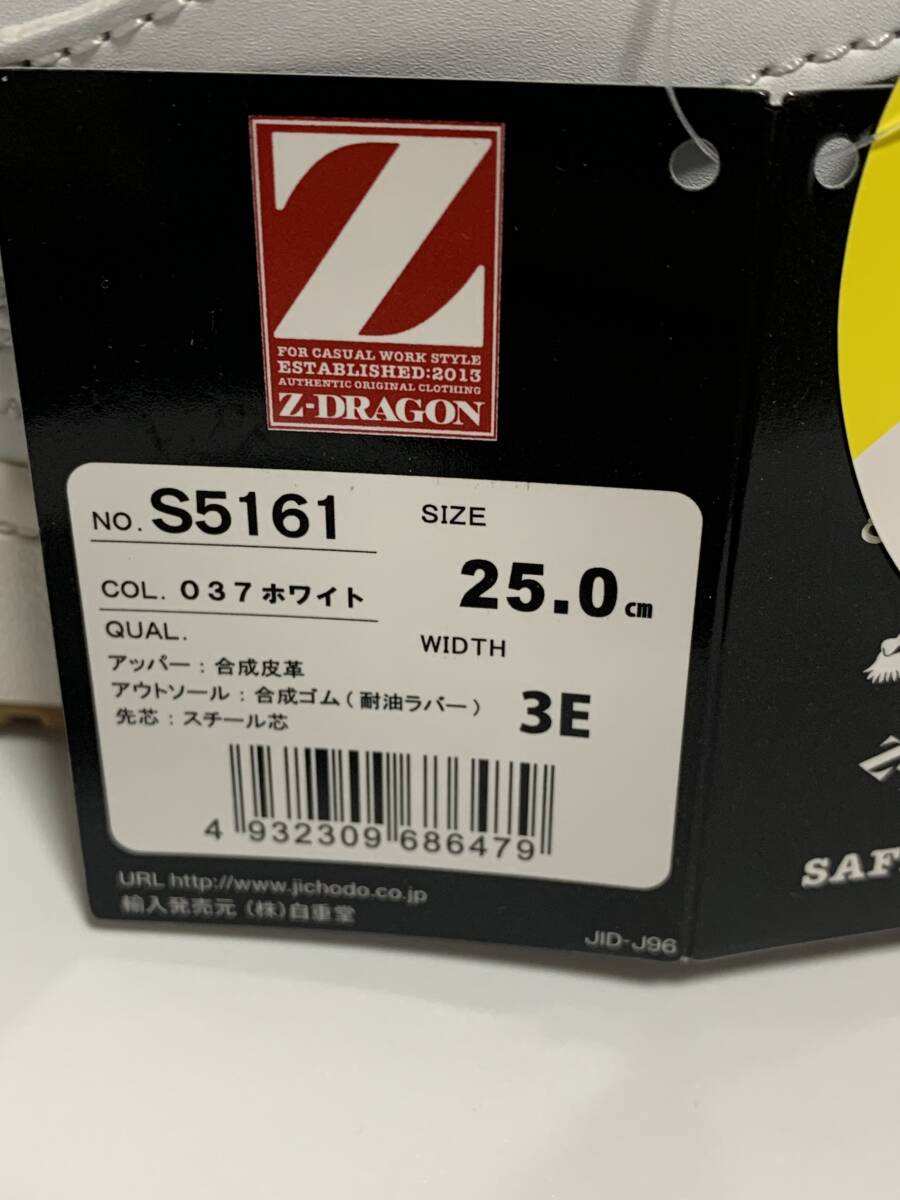 Z
FOR CASUAL WORK STYLE
ESTABLISHED:2013
AUTHENTIC ORIGINAL CLOTHING
Z-DRAGON
NO. S5161
SIZE
25.0 cm
COL. 037 ホワイト
WIDTH
3E
QUAL.
アッパー：合成皮革
アウトソール：合成ゴム（耐油ラバー）
先芯：スチール芯
4 932309 686479
URL http://www.jichodo.co.jp
輸入発売元（株）自重堂
JID-J96
SAF